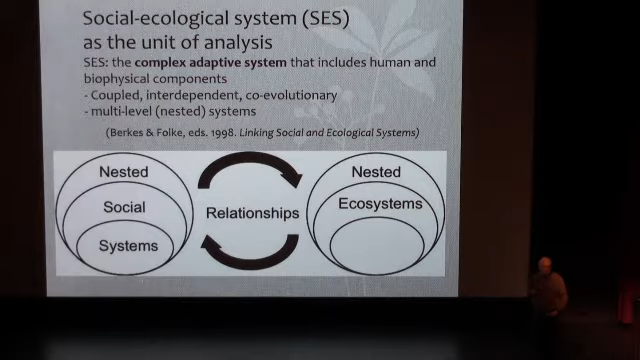 Social-ecological system (SES)
as the unit of analysis
SES: the complex adaptive system that includes human and
biophysical components
- Coupled, interdependent, co-evolutionary
- multi-level (nested) systems
(Berkes & Folke, eds. 1998. Linking Social and Ecological Systems)
Nested
Social
Systems
Relationships
Nested
Ecosystems